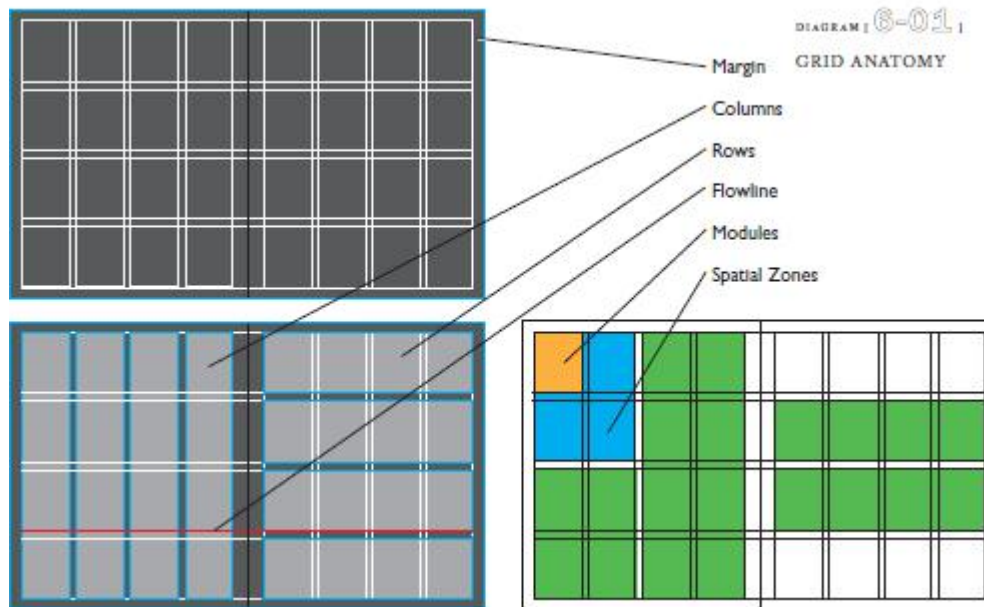 DIAGRAM [ 6-01 ]
GRID ANATOMY
Margin
Columns
Rows
Flowline
Modules
Spatial Zones